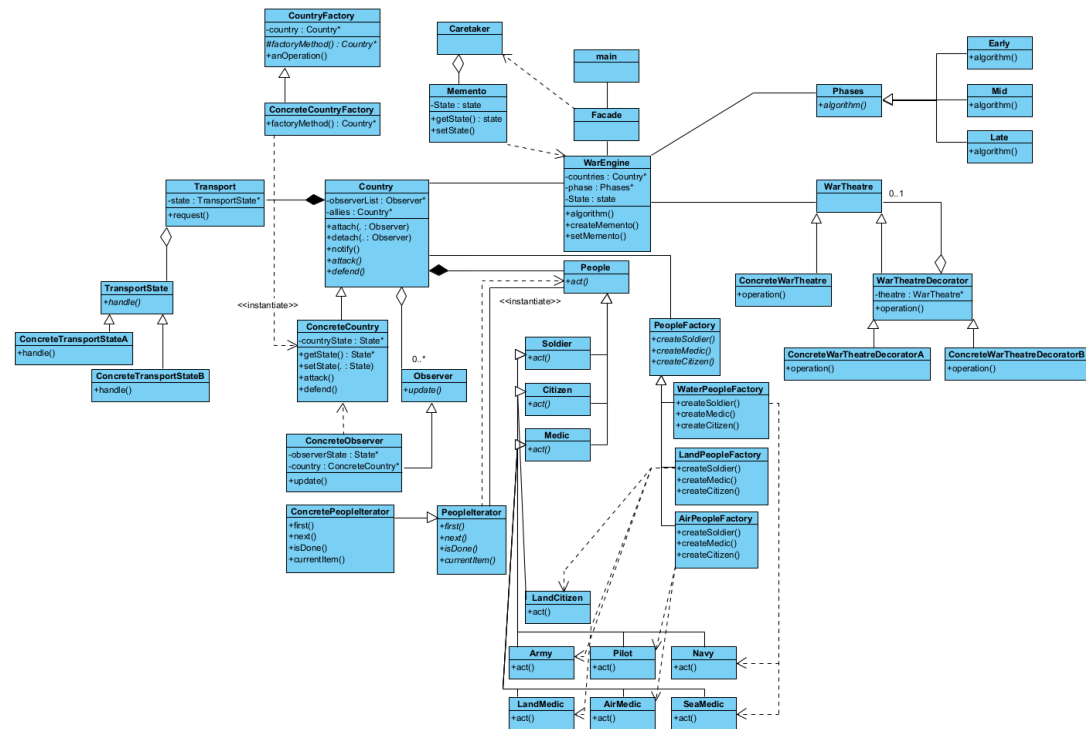 CountryFactory
-country : Country*
#factoryMethod() : Country*
+anOperation()
ConcreteCountryFactory
+factoryMethod() : Country*
Caretaker
Memento
-State : state
+getState() : state
+setState()
main
Facade
WarEngine
-countries : Country*
-phase : Phases*
-State : state
+algorithm()
+createMemento()
+setMemento()
Phases
+algorithm()
Early
+algorithm()
Mid
+algorithm()
Late
+algorithm()
Transport
-state : TransportState*
+request()
Country
-observerList : Observer*
-allies : Country*
+attach(. : Observer)
+detach(. : Observer)
+notify()
+attack()
+defend()
WarTheatre
0..1
ConcreteWarTheatre
+operation()
WarTheatreDecorator
-theatre : WarTheatre*
+operation()
ConcreteWarTheatreDecoratorA
+operation()
ConcreteWarTheatreDecoratorB
+operation()
TransportState
+handle()
ConcreteTransportStateA
+handle()
ConcreteTransportStateB
+handle()
<<instantiate>>
People
+act()
<<instantiate>>
ConcreteCountry
-countryState : State*
+getState() : State*
+setState(. : State)
+attack()
+defend()
0..*
Observer
+update()
ConcreteObserver
-observerState : State*
-country : ConcreteCountry*
+update()
PeopleFactory
+createSoldier()
+createMedic()
+createCitizen()
Soldier
+act()
Citizen
+act()
Medic
+act()
WaterPeopleFactory
+createSoldier()
+createMedic()
+createCitizen()
LandPeopleFactory
+createSoldier()
+createMedic()
+createCitizen()
AirPeopleFactory
+createSoldier()
+createMedic()
+createCitizen()
ConcretePeopleIterator
+first()
+next()
+isDone()
+currentItem()
PeopleIterator
+first()
+next()
+isDone()
+currentItem()
LandCitizen
+act()
Army
+act()
Pilot
+act()
Navy
+act()
LandMedic
+act()
AirMedic
+act()
SeaMedic
+act()